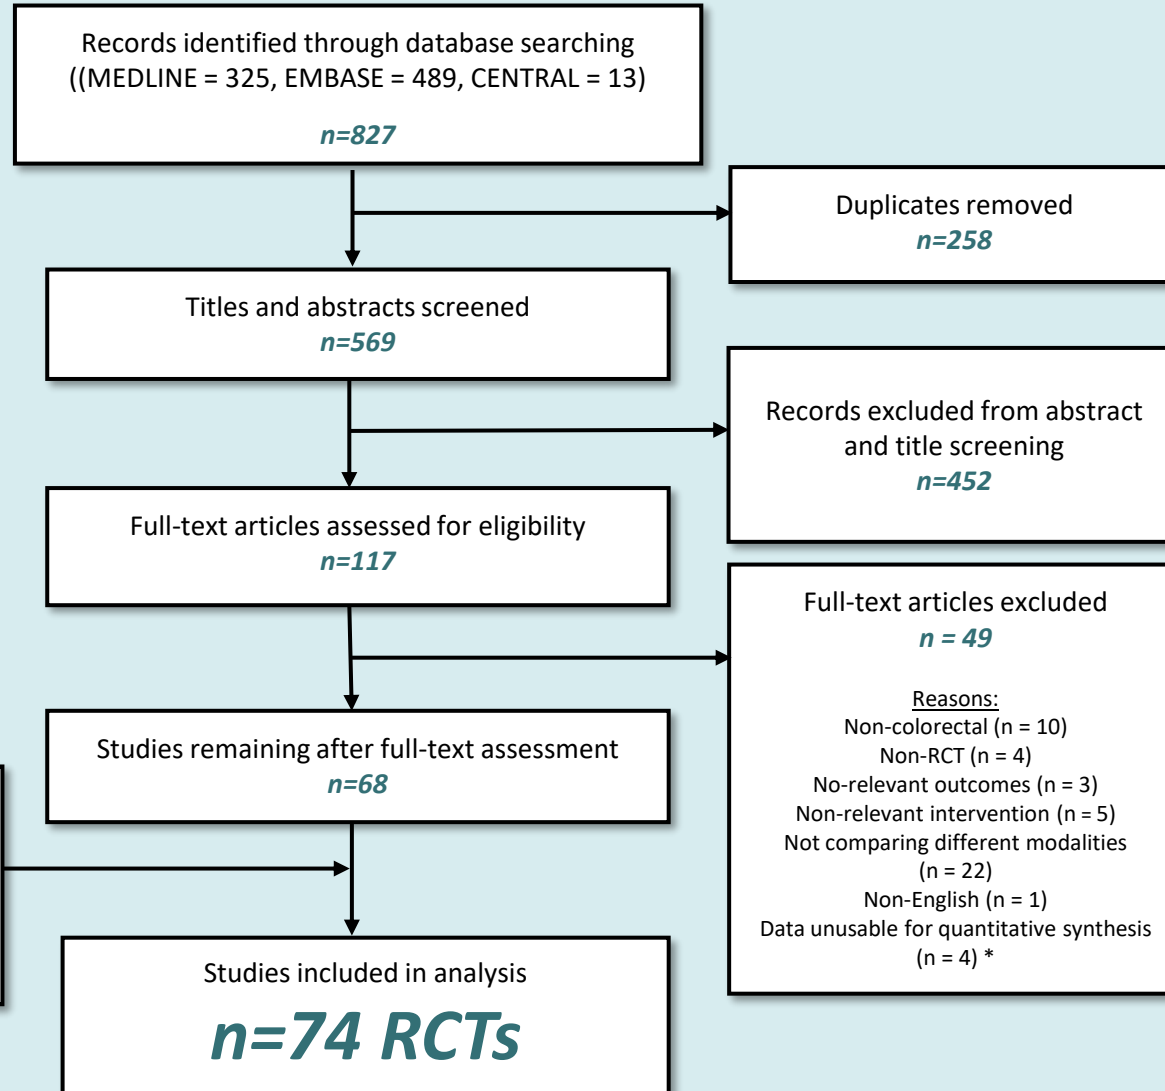 Records identified through database searching
((MEDLINE = 325, EMBASE = 489, CENTRAL = 13)
n=827
Duplicates removed
n=258
Titles and abstracts screened
n=569
Records excluded from abstract
and title screening
n=452
Full-text articles assessed for eligibility
n=117
Full-text articles excluded
n = 49
Reasons:
Non-colorectal (n = 10)
Non-RCT (n = 4)
No-relevant outcomes (n = 3)
Non-relevant intervention (n = 5)
Not comparing different modalities
(n = 22)
Non-English (n = 1)
Data unusable for quantitative synthesis
(n = 4) *
Studies remaining after full-text assessment
n=68
Studies included in analysis
n=74 RCTs